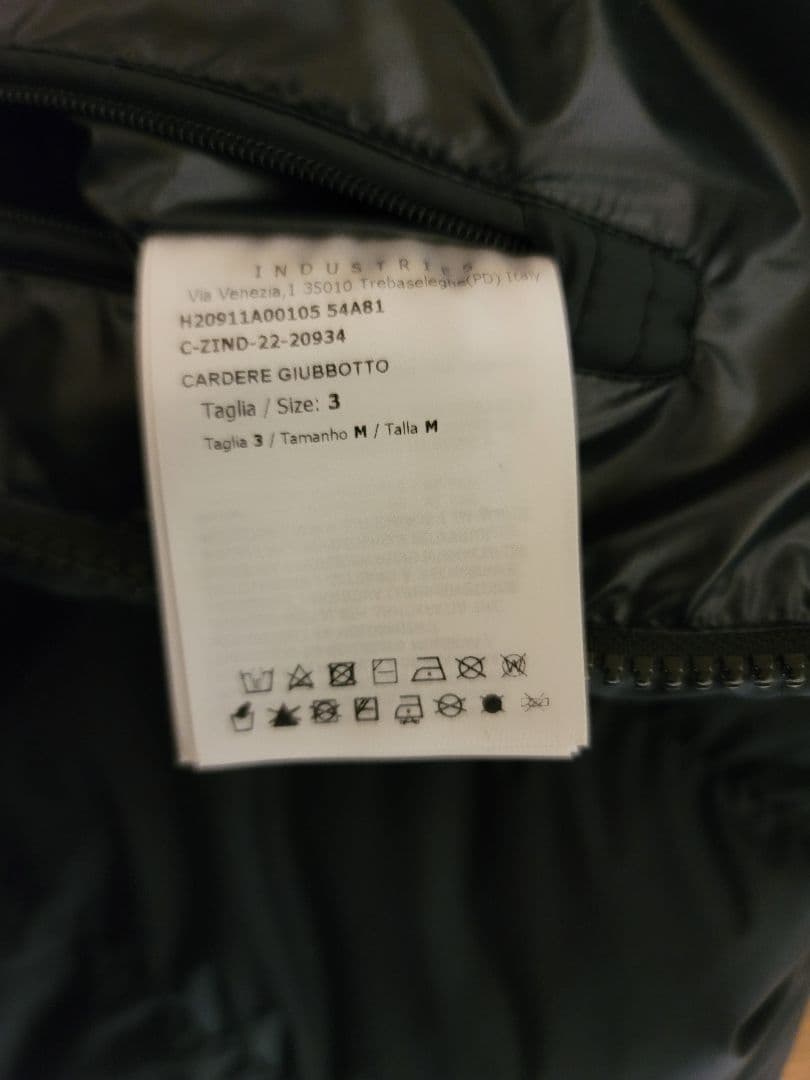 INDUSTRIES
Via Venezia,1 35010 Trebaseleghe(PD) Italy
H20911A00105 54A81
C-ZIND-22-20934
CARDERE GIUBBOTTO
Taglia / Size: 3
Taglia 3 / Tamanho M / Talla M